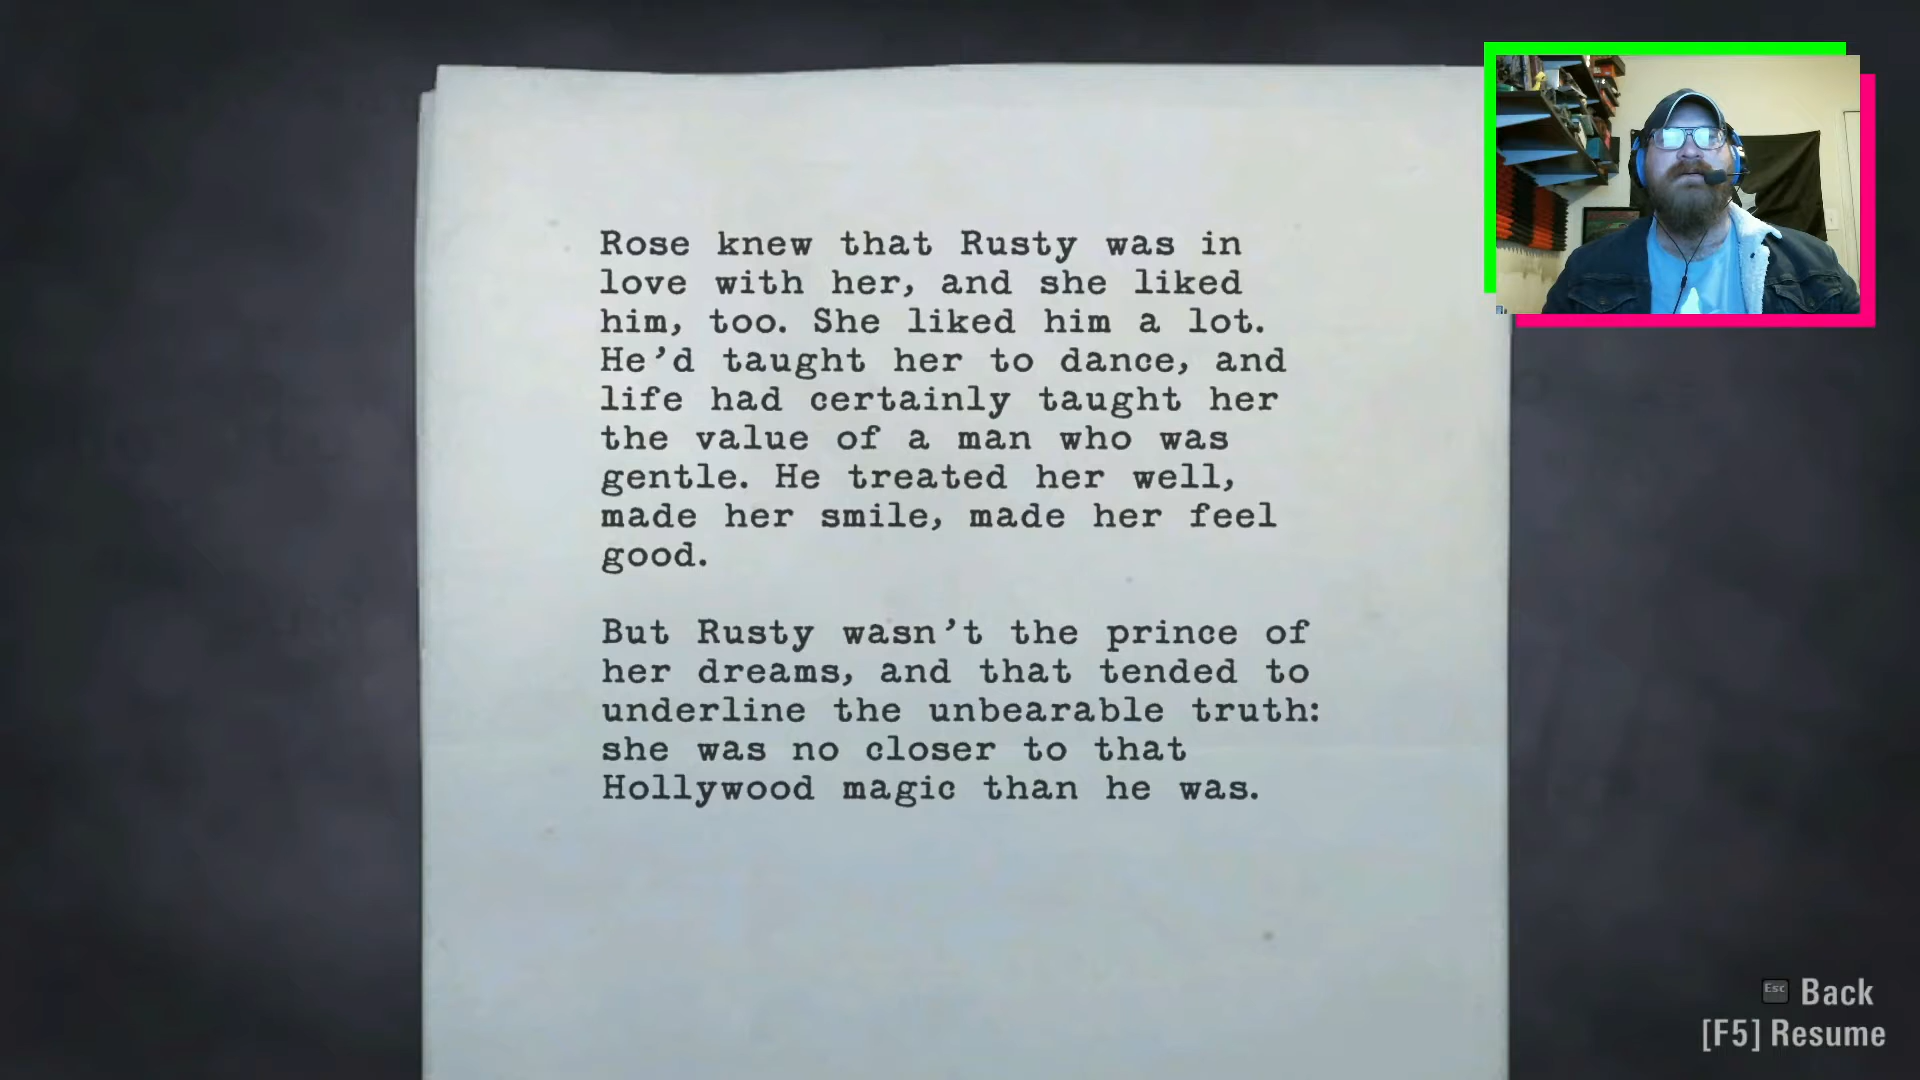 Rose knew that Rusty was in
love with her, and she liked
him, too. She liked him a lot.
He'd taught her to dance, and
life had certainly taught her
the value of a man who was
gentle. He treated her well,
made her smile, made her feel
good.
But Rusty wasn't the prince of
her dreams, and that tended to
underline the unbearable truth:
she was no closer to that
Hollywood magic than he was.
Esc Back
[F5] Resume